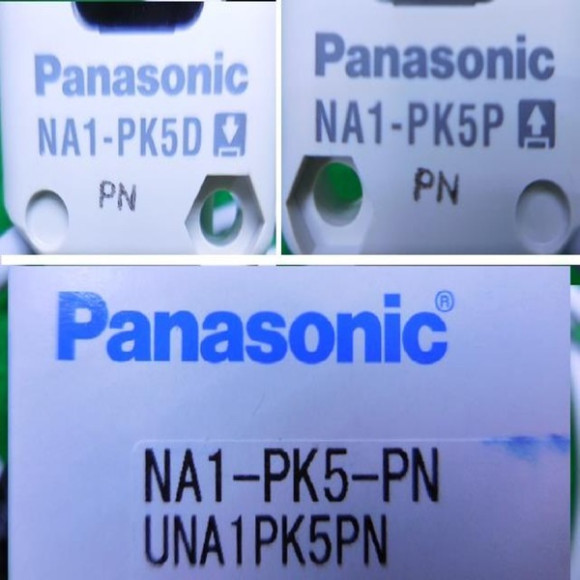 Panasonic
NA1-PK5D
PN
Panasonic
NA1-PK5P
PN
Panasonic®
NA1-PK5-PN
UNA1PK5PN